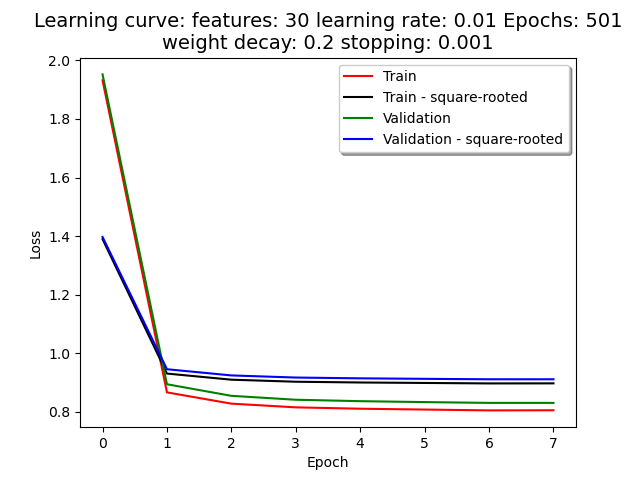 Learning curve: features: 30 learning rate: 0.01 Epochs: 501
weight decay: 0.2 stopping: 0.001
Train
Train - square-rooted
Validation
Validation - square-rooted
Loss
2.0
1.8
1.6
1.4
1.2
1.0
0.8
0 1 2 3 4 5 6 7
Epoch